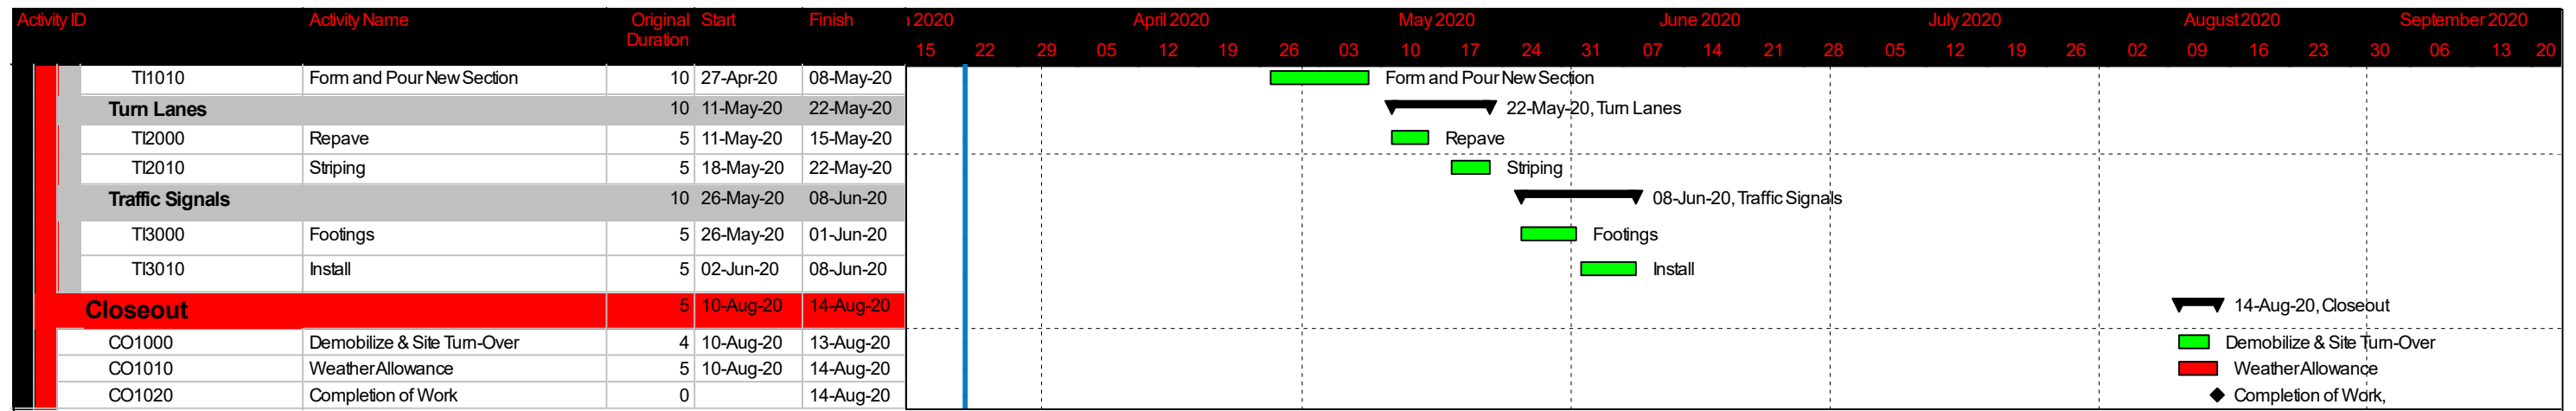 Activity ID Activity Name Original Duration Start Finish 2020 April 2020 May 2020 June 2020 July 2020 August 2020 September 2020
15 22 29 05 12 19 26 03 10 17 24 31 07 14 21 28 05 12 19 26 02 09 16 23 30 06 13 20
TI1010 Form and Pour New Section 10 27-Apr-20 08-May-20 Form and Pour New Section
Turn Lanes 10 11-May-20 22-May-20 22-May-20, Turn Lanes
TI2000 Repave 5 11-May-20 15-May-20 Repave
TI2010 Striping 5 18-May-20 22-May-20 Striping
Traffic Signals 10 26-May-20 08-Jun-20 08-Jun-20, Traffic Signals
TI3000 Footings 5 26-May-20 01-Jun-20 Footings
TI3010 Install 5 02-Jun-20 08-Jun-20 Install
Closeout 5 10-Aug-20 14-Aug-20 14-Aug-20, Closeout
CO1000 Demobilize & Site Turn-Over 4 10-Aug-20 13-Aug-20 Demobilize & Site Turn-Over
CO1010 Weather Allowance 5 10-Aug-20 14-Aug-20 Weather Allowance
CO1020 Completion of Work 0 14-Aug-20 Completion of Work,